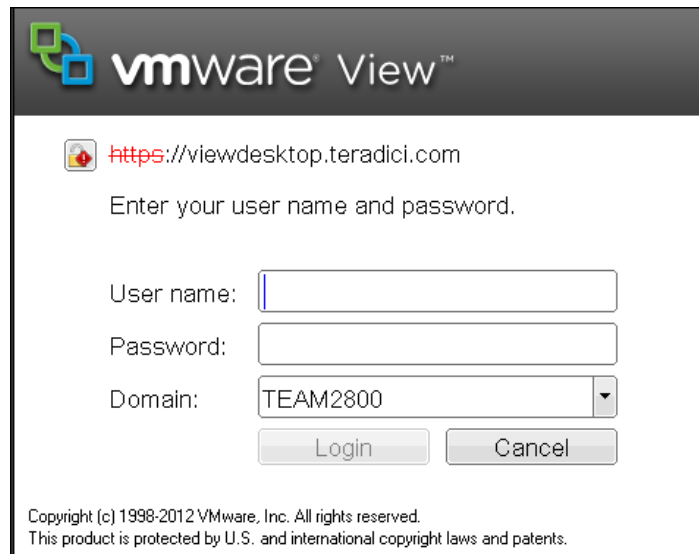 vmware® View™
https://viewdesktop.teradici.com
Enter your user name and password.
User name:
Password:
Domain: TEAM2800
Login Cancel
Copyright (c) 1998-2012 VMware, Inc. All rights reserved.
This product is protected by U.S. and international copyright laws and patents.